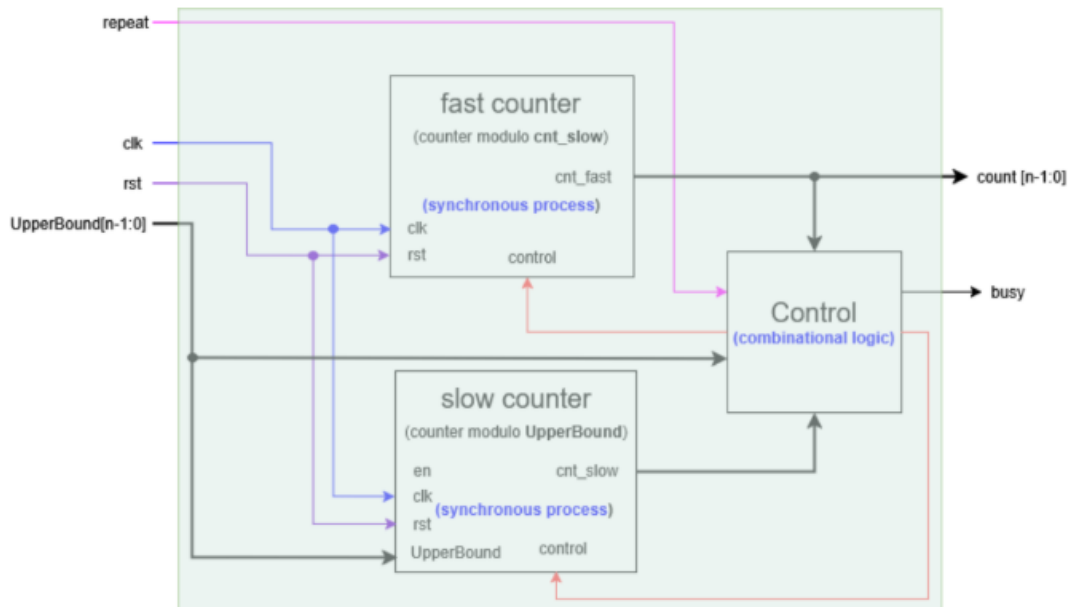 repeat
fast counter
(counter modulo cnt_slow)
clk
cnt_fast
count [n-1:0]
rst
(synchronous process)
UpperBound[n-1:0]
clk
rst
control
busy
Control
(combinational logic)
slow counter
(counter modulo UpperBound)
en
cnt_slow
clk
(synchronous process)
rst
UpperBound
control